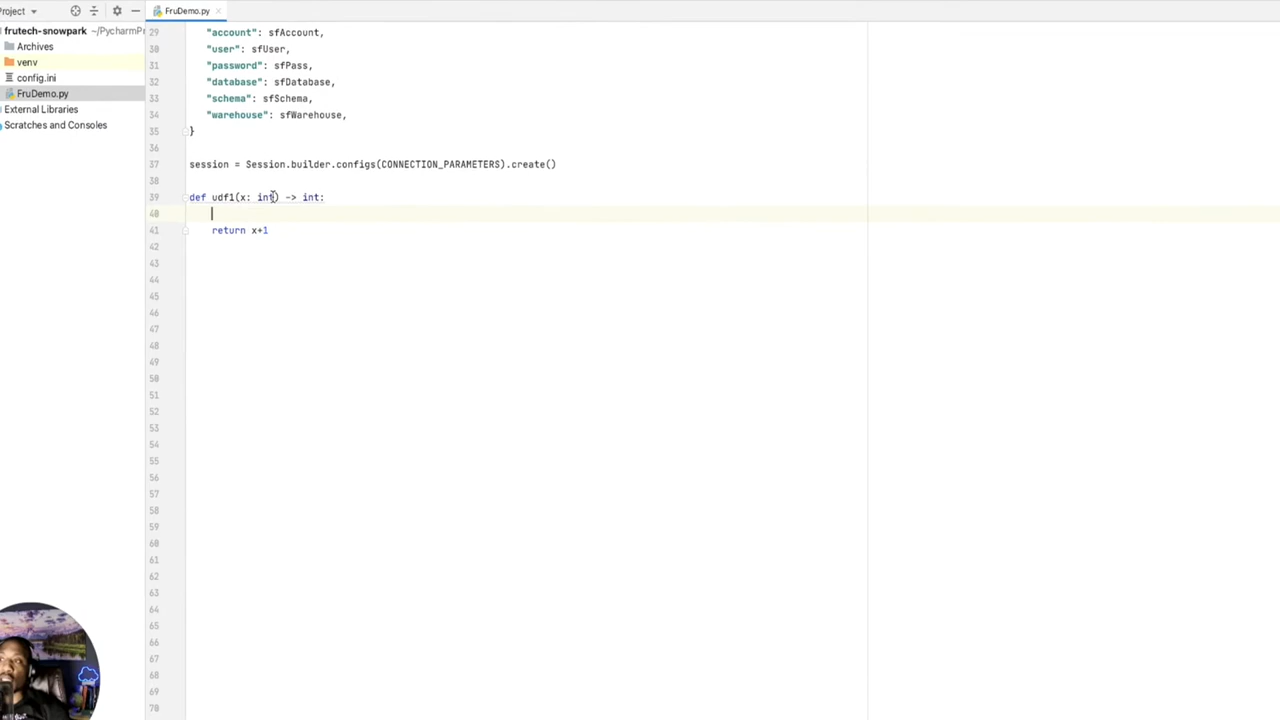 Project
FruDemo.py
frutech-snowpark ~/PycharmPr
Archives
venv
config.ini
FruDemo.py
External Libraries
Scratches and Consoles
29 "account": sfAccount,
30 "user": sfUser,
31 "password": sfPass,
32 "database": sfDatabase,
33 "schema": sfSchema,
34 "warehouse": sfWarehouse,
35 }
36
37 session = Session.builder.configs(CONNECTION_PARAMETERS).create()
38
39 def udf1(x: int) -> int:
40
41 return x+1
42
43
44
45
46
47
48
49
50
51
52
53
54
55
56
57
58
59
60
61
62
63
64
65
66
67
68
69
70